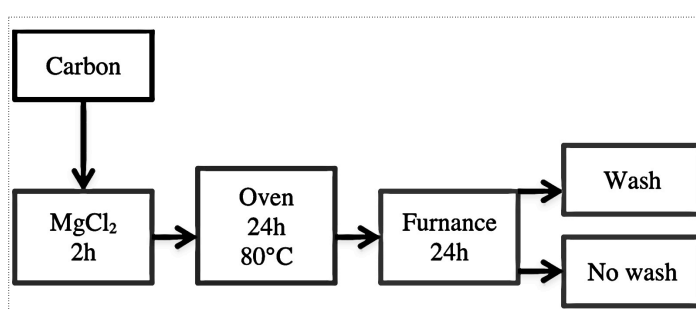 Carbon
MgCl₂
2h
Oven
24h
80°C
Furnance
24h
Wash
No wash